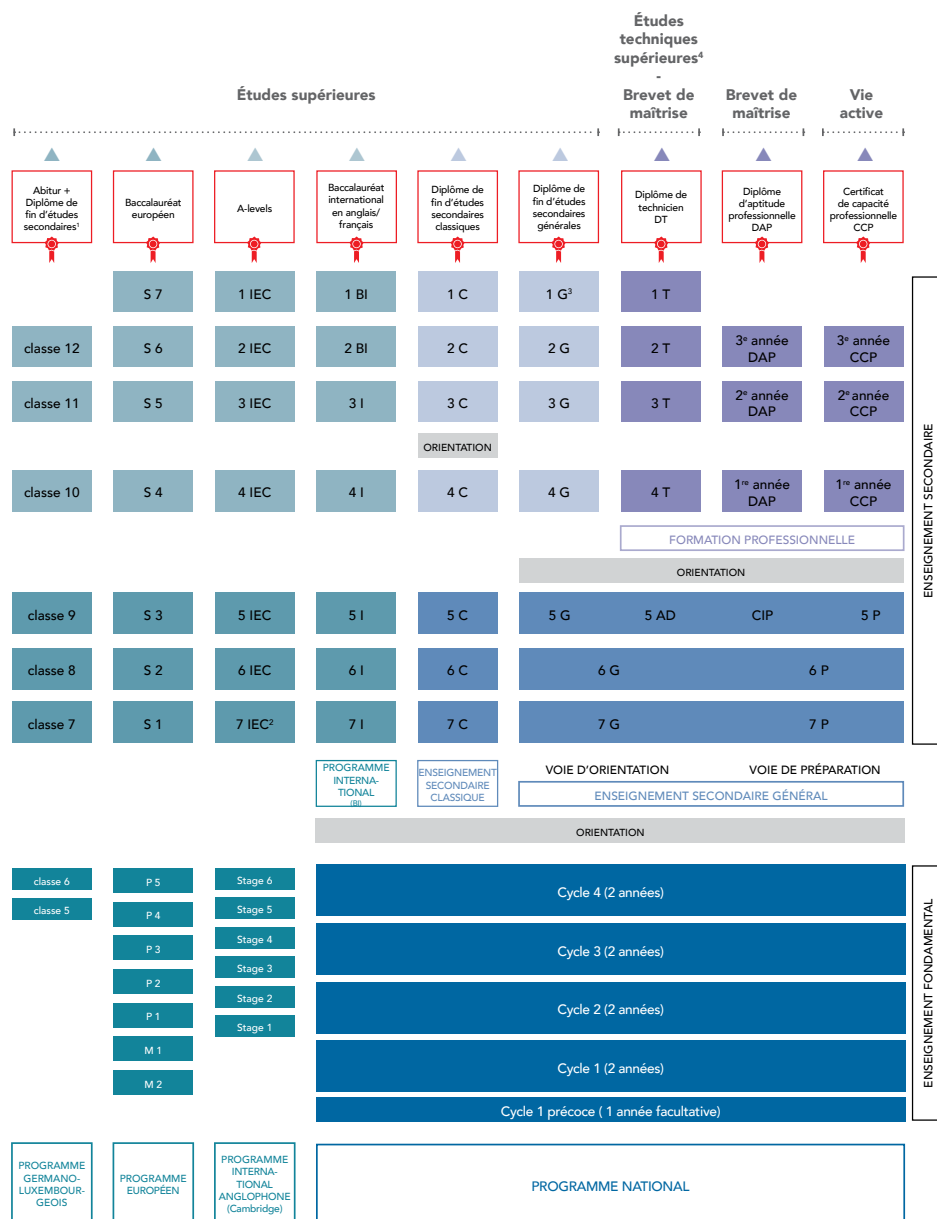 Études
techniques
supérieures⁴
-
Études supérieures
Brevet de
maîtrise
Brevet de
maîtrise
Vie
active
Abitur +
Diplôme de
fin d'études
secondaires¹
Baccalauréat
européen
A-levels
Baccalauréat
international
en anglais/
français
Diplôme de
fin d'études
secondaires
classiques
Diplôme de
fin d'études
secondaires
générales
Diplôme de
technicien
DT
Diplôme
d'aptitude
professionnelle
DAP
Certificat
de capacité
professionnelle
CCP
S 7
1 IEC
1 BI
1 C
1 G³
1 T
classe 12
S 6
2 IEC
2 BI
2 C
2 G
2 T
3e année
DAP
3e année
CCP
classe 11
S 5
3 IEC
3 I
3 C
3 G
3 T
2e année
DAP
2e année
CCP
ORIENTATION
classe 10
S 4
4 IEC
4 I
4 C
4 G
4 T
1re année
DAP
1re année
CCP
FORMATION PROFESSIONNELLE
ORIENTATION
classe 9
S 3
5 IEC
5 I
5 C
5 G
5 AD
CIP
5 P
classe 8
S 2
6 IEC
6 I
6 C
6 G
6 P
classe 7
S 1
7 IEC²
7 I
7 C
7 G
7 P
ENSEIGNEMENT SECONDAIRE
PROGRAMME
INTERNA-
TIONAL
(BI)
ENSEIGNEMENT
SECONDAIRE
CLASSIQUE
VOIE D'ORIENTATION
VOIE DE PRÉPARATION
ENSEIGNEMENT SECONDAIRE GÉNÉRAL
ORIENTATION
classe 6
classe 5
P 5
P 4
P 3
P 2
P 1
M 1
M 2
Stage 6
Stage 5
Stage 4
Stage 3
Stage 2
Stage 1
Cycle 4 (2 années)
Cycle 3 (2 années)
Cycle 2 (2 années)
Cycle 1 (2 années)
Cycle 1 précoce ( 1 année facultative)
ENSEIGNEMENT FONDAMENTAL
PROGRAMME
GERMANO-
LUXEMBOUR-
GEOIS
PROGRAMME
EUROPÉEN
PROGRAMME
INTERNA-
TIONAL
ANGLOPHONE
(Cambridge)
PROGRAMME NATIONAL